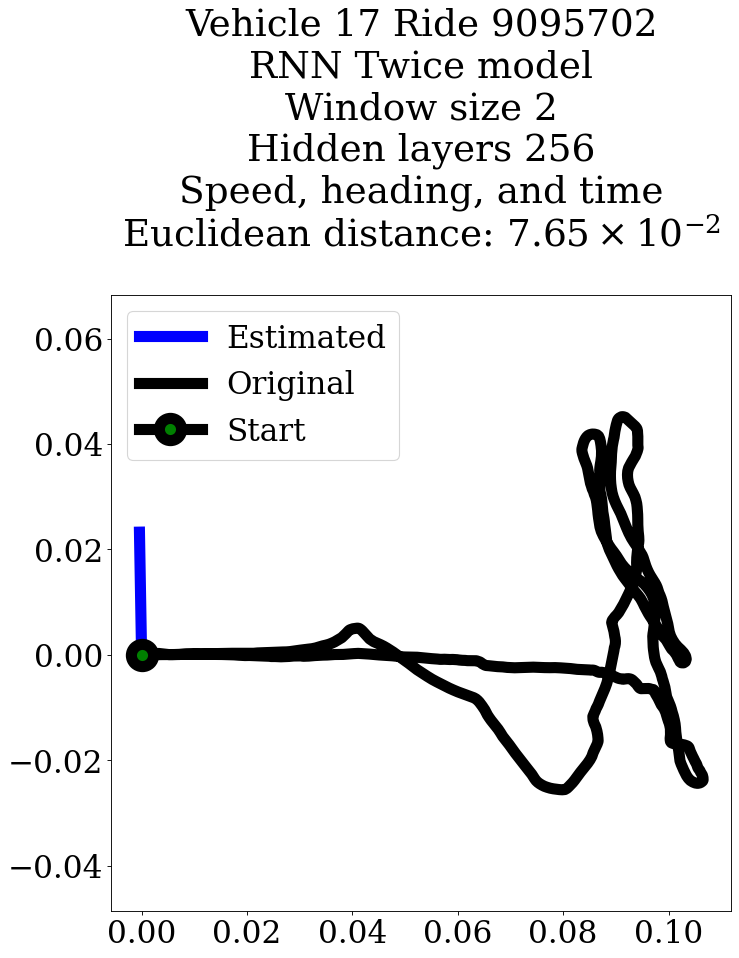 Vehicle 17 Ride 9095702
RNN Twice model
Window size 2
Hidden layers 256
Speed, heading, and time
Euclidean distance: 7.65 × 10⁻²
Estimated
Original
Start
0.06
0.04
0.02
0.00
−0.02
−0.04
0.00 0.02 0.04 0.06 0.08 0.10